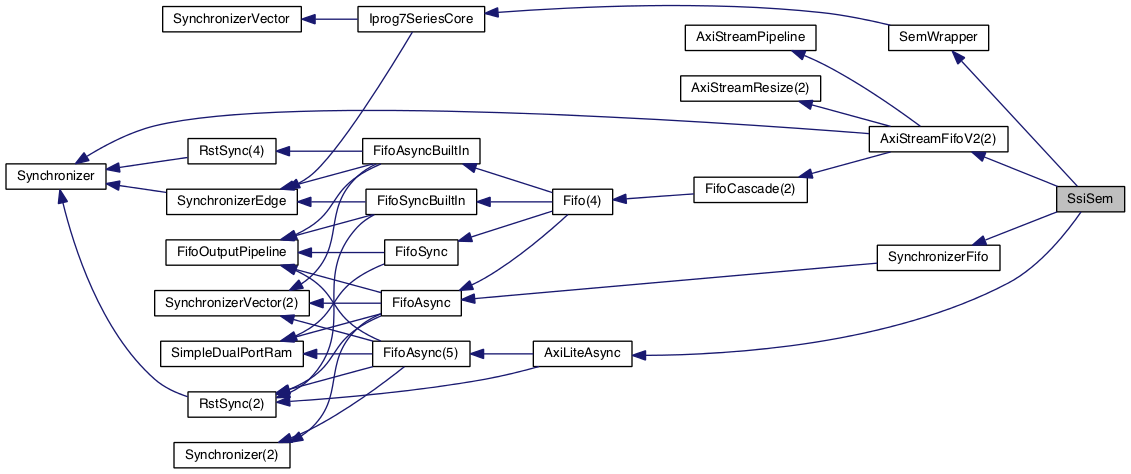 SynchronizerVector
Iprog7SeriesCore
SemWrapper
AxiStreamPipeline
AxiStreamResize(2)
AxiStreamFifoV2(2)
RstSync(4)
FifoAsyncBuiltIn
Synchronizer
SynchronizerEdge
FifoSyncBuiltIn
Fifo(4)
FifoCascade(2)
SsiSem
FifoOutputPipeline
FifoSync
SynchronizerFifo
SynchronizerVector(2)
FifoAsync
SimpleDualPortRam
FifoAsync(5)
AxiLiteAsync
RstSync(2)
Synchronizer(2)